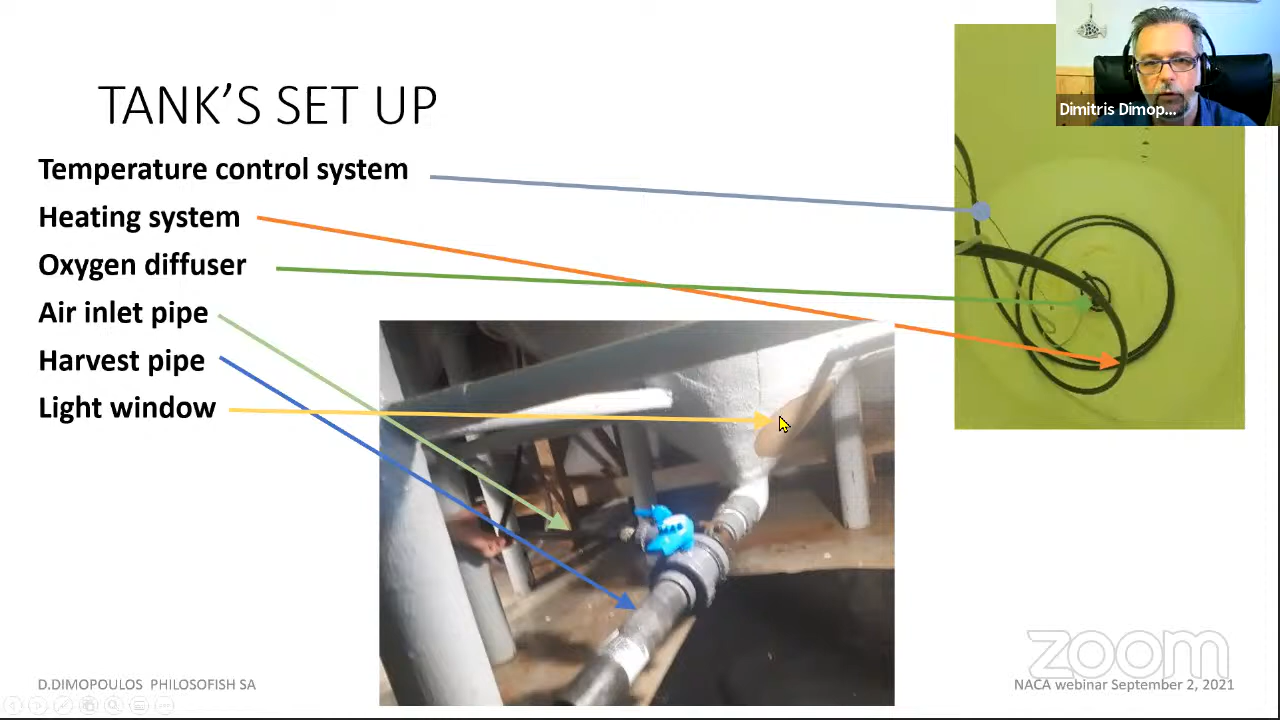 Dimitris Dimop...
TANK'S SET UP
Temperature control system
Heating system
Oxygen diffuser
Air inlet pipe
Harvest pipe
Light window
zoom
D.DIMOPOULOS PHILOSOFISH SA
NACA webinar September 2, 2021